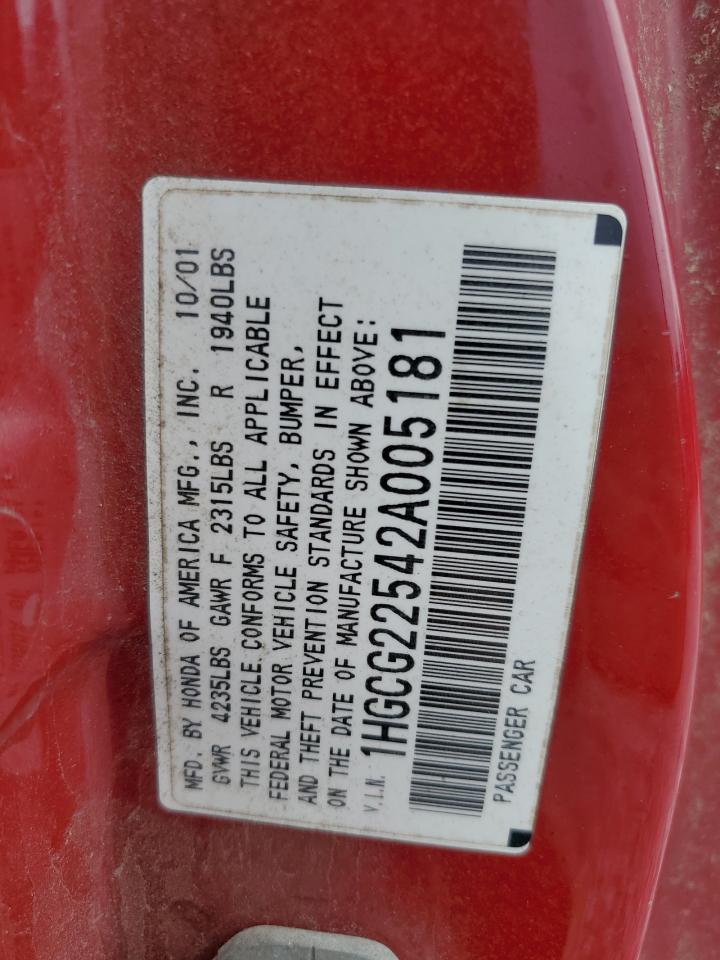 MFD. BY HONDA OF AMERICA MFG., INC. 10/01
GVWR 4235LBS GAWR F 2315LBS R 1940LBS
THIS VEHICLE CONFORMS TO ALL APPLICABLE
FEDERAL MOTOR VEHICLE SAFETY, BUMPER,
AND THEFT PREVENTION STANDARDS IN EFFECT
ON THE DATE OF MANUFACTURE SHOWN ABOVE:
V.I.N. 1HGCG22542A005181
PASSENGER CAR